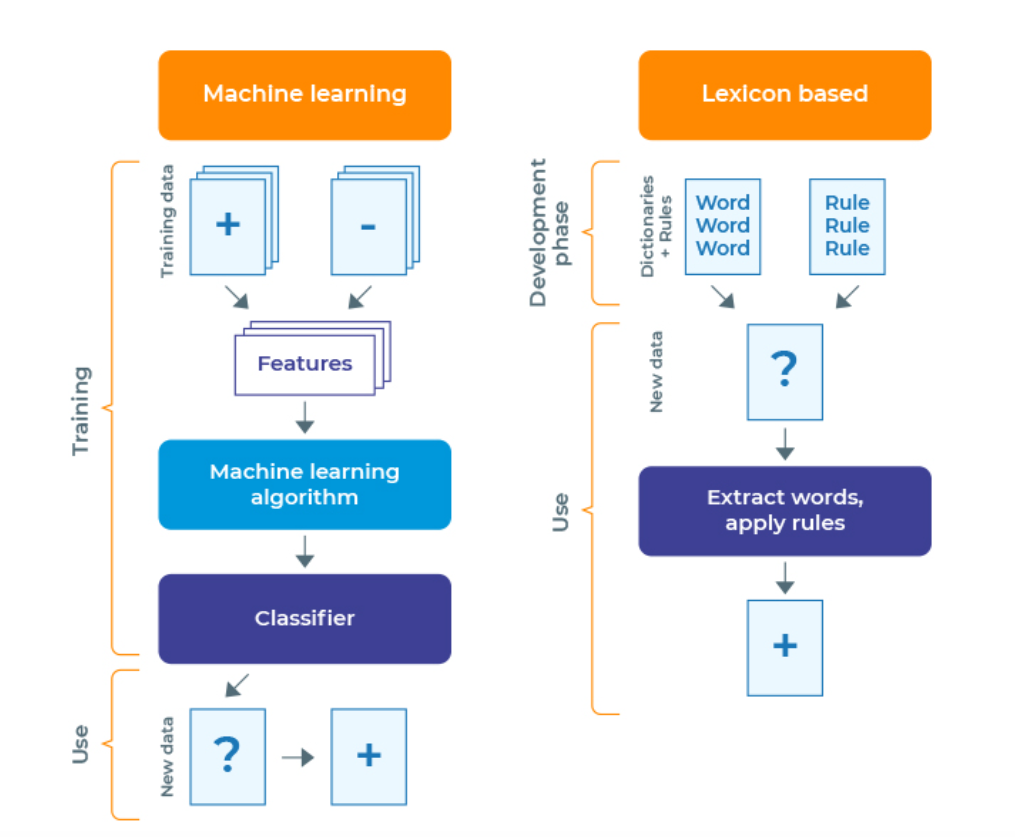 Machine learning
Training
Training data
+
-
Features
Machine learning
algorithm
Classifier
Use
New data
?
+
Lexicon based
Development
phase
Dictionaries
+ Rules
Word
Word
Word
Rule
Rule
Rule
Use
New data
?
Extract words,
apply rules
+